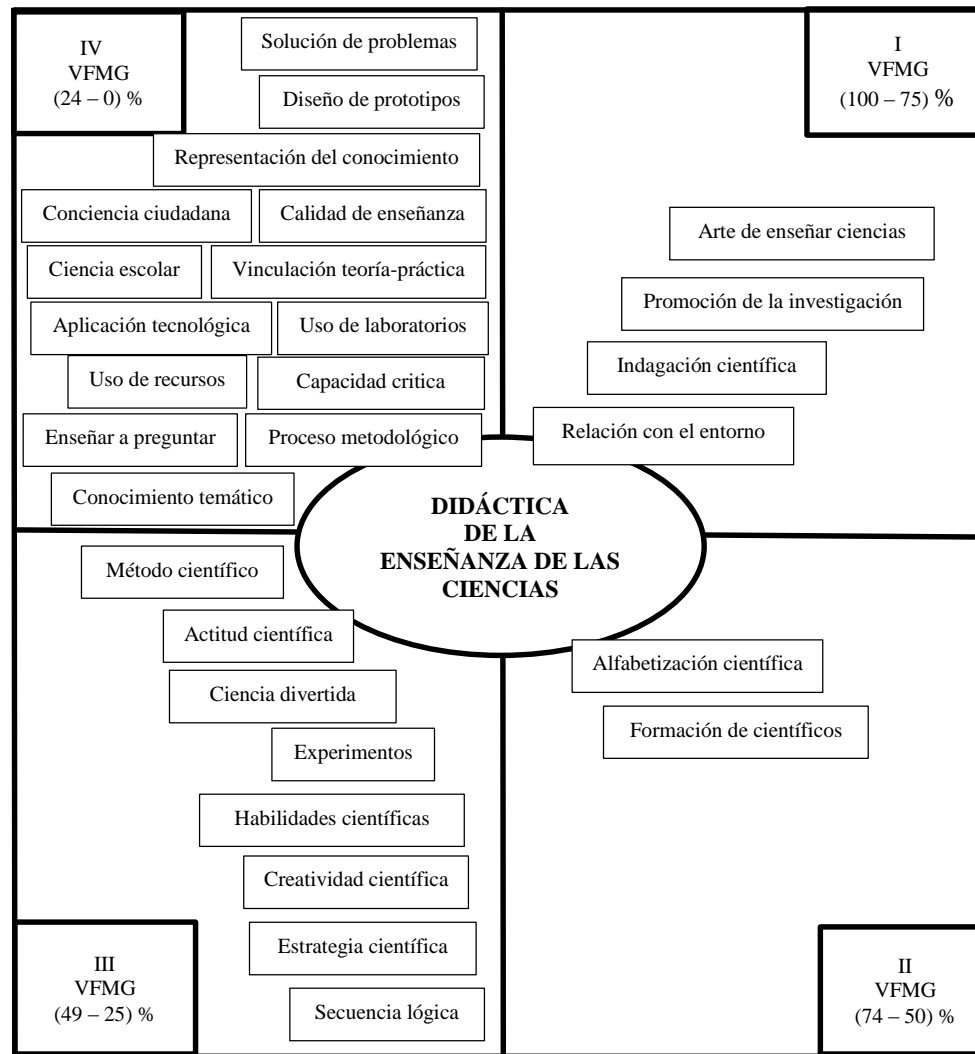 IV
VFMG
(24 – 0) %
Solución de problemas
Diseño de prototipos
Representación del conocimiento
Conciencia ciudadana
Calidad de enseñanza
Ciencia escolar
Vinculación teoría-práctica
Aplicación tecnológica
Uso de laboratorios
Uso de recursos
Capacidad critica
Enseñar a preguntar
Proceso metodológico
Conocimiento temático
I
VFMG
(100 – 75) %
Arte de enseñar ciencias
Promoción de la investigación
Indagación científica
Relación con el entorno
DIDÁCTICA
DE LA
ENSEÑANZA DE LAS
CIENCIAS
Método científico
Actitud científica
Ciencia divertida
Experimentos
Habilidades científicas
Creatividad científica
Estrategia científica
Secuencia lógica
III
VFMG
(49 – 25) %
Alfabetización científica
Formación de científicos
II
VFMG
(74 – 50) %